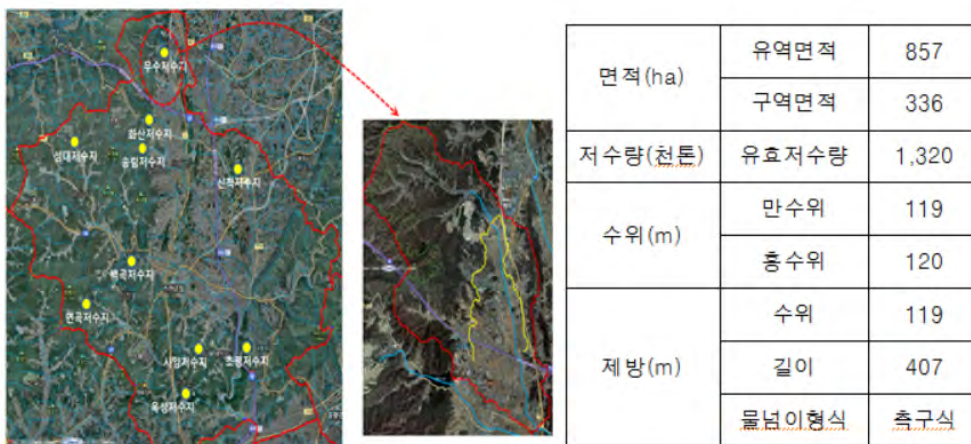 우수저수지
화산저수지
성대저수지
송림저수지
신척저수지
백곡저수지
연곡저수지
사양저수지
초평저수지
옥성저수지
면적(ha)
유역면적
857
구역면적
336
저수량(천톤)
유효저수량
1,320
수위(m)
만수위
119
홍수위
120
제방(m)
수위
119
길이
407
물넘이형식
측구식